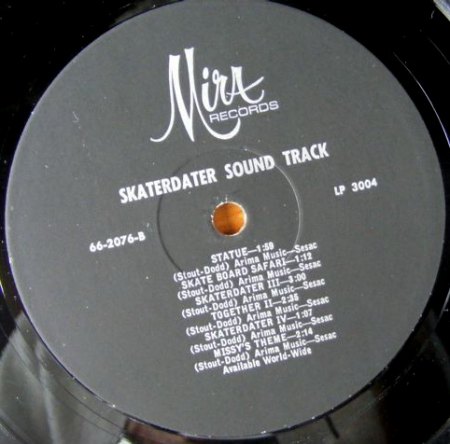 Mira
RECORDS
SKATERDATER SOUND TRACK
66-2076-B
LP 3004
STATUE—1:59
(Stout-Dodd) Arima Music—Sesac
SKATE BOARD SAFARI—1:12
(Stout-Dodd) Arima Music—Sesac
SKATERDATER III—3:00
(Stout-Dodd) Arima Music—Sesac
TOGETHER II—2:35
(Stout-Dodd) Arima Music—Sesac
SKATERDATER IV—1:07
(Stout-Dodd) Arima Music—Sesac
MISSY'S THEME—2:14
(Stout-Dodd) Arima Music—Sesac
Available World-Wide